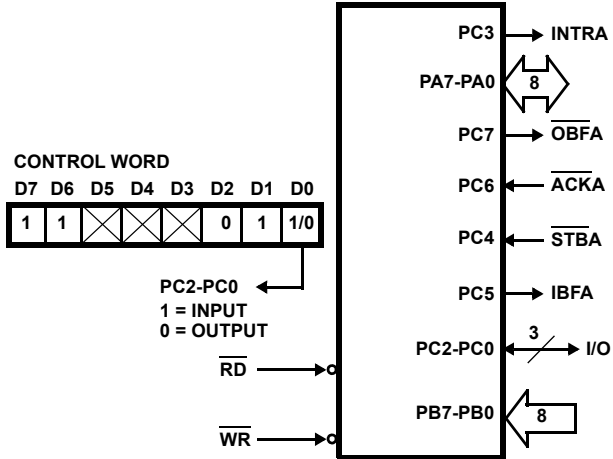 PC3 INTRA
PA7-PA0 8
PC7 OBFA
CONTROL WORD
D7 D6 D5 D4 D3 D2 D1 D0
1 1 0 1 1/0
PC6 ACKA
PC4 STBA
PC2-PC0
1 = INPUT
0 = OUTPUT
PC5 IBFA
PC2-PC0 3 I/O
RD
PB7-PB0 8
WR